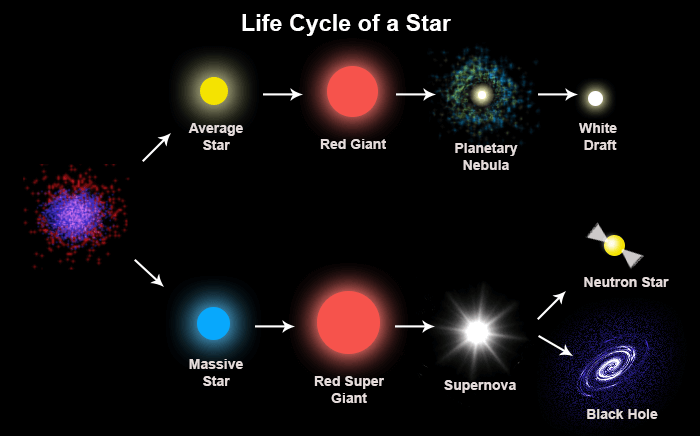 Life Cycle of a Star
Average
Star
Red Giant
Planetary
Nebula
White
Draft
Neutron Star
Massive
Star
Red Super
Giant
Supernova
Black Hole